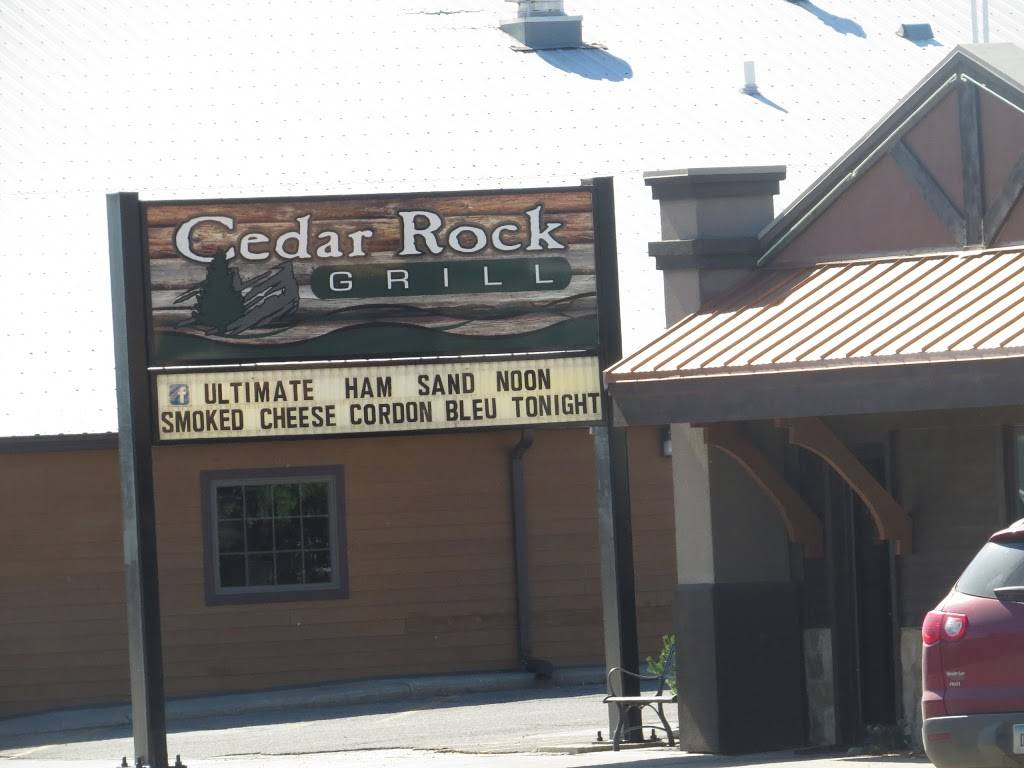 Cedar Rock
GRILL
ULTIMATE HAM SAND NOON
SMOKED CHEESE CORDON BLEU TONIGHT